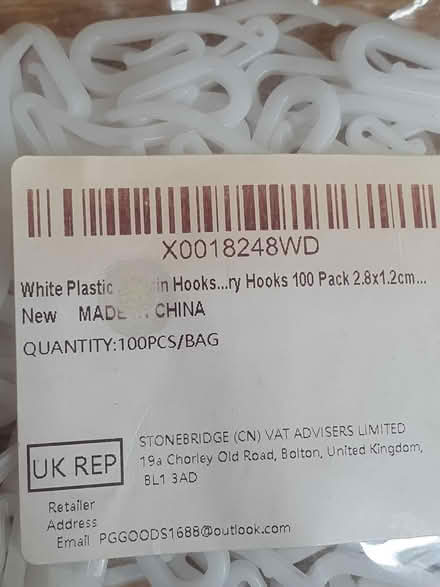 X0018248WD
White Plastic in Hooks...ry Hooks 100 Pack 2.8x1.2cm...
New MADE IN CHINA
QUANTITY:100PCS/BAG
UK REP
STONEBRIDGE (CN) VAT ADVISERS LIMITED
19a Chorley Old Road, Bolton, United Kingdom,
BL1 3AD
Retailer
Address
Email PGGOODS1688@outlook.com